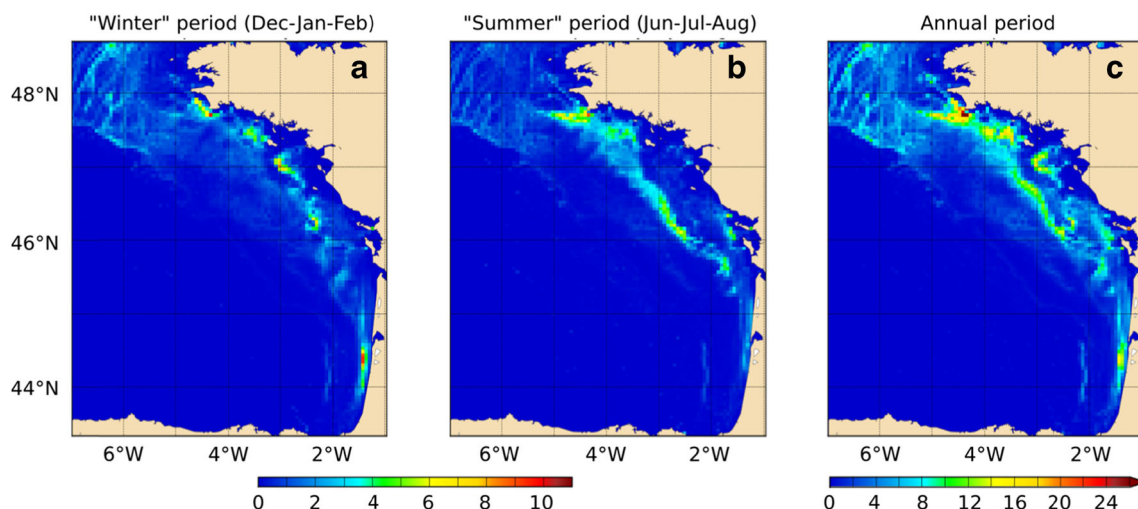 "Winter" period (Dec-Jan-Feb) "Summer" period (Jun-Jul-Aug) Annual period
a b c
48°N
46°N
44°N
6°W 4°W 2°W 6°W 4°W 2°W 6°W 4°W 2°W
0 2 4 6 8 10 0 4 8 12 16 20 24